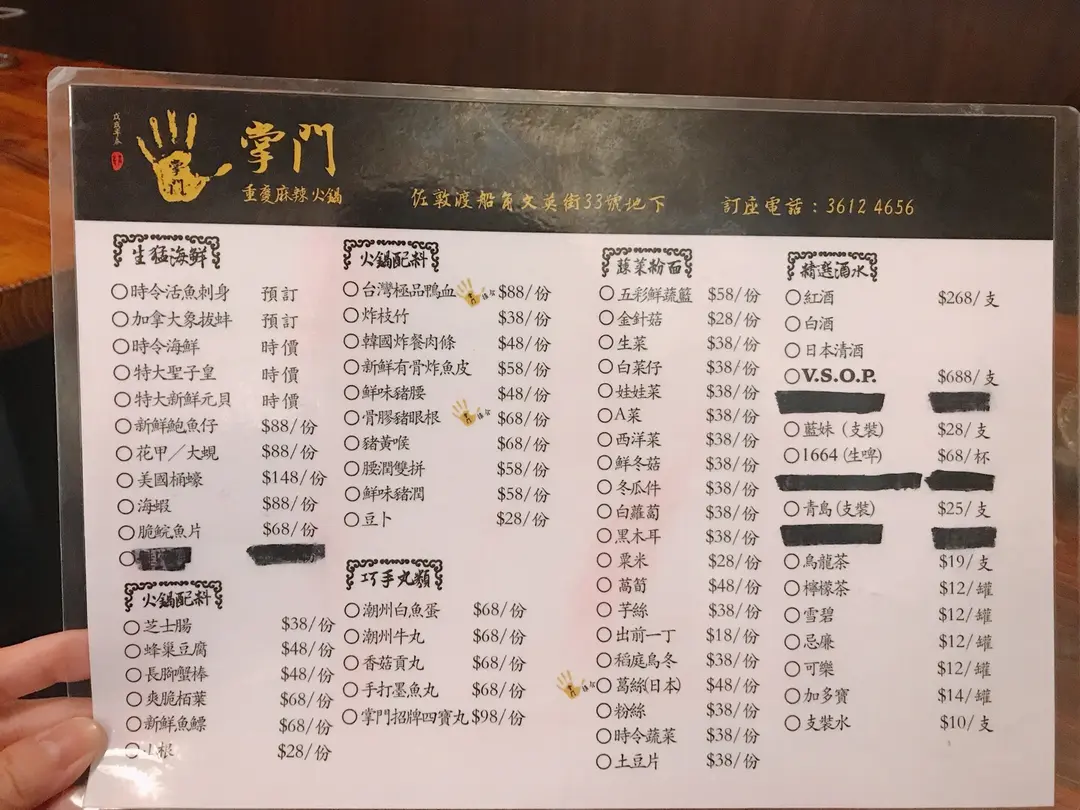 戊戌年春
掌門
掌門
重慶麻辣火鍋
佐敦渡船角文英街33號地下
訂座電話：3612 4656
生猛海鮮
時令活魚刺身 預訂
加拿大象拔蚌 預訂
時令海鮮 時價
特大聖子皇 時價
特大新鮮元貝 時價
新鮮鮑魚仔 $88/份
花甲／大蜆 $88/份
美國桶蠔 $148/份
海蝦 $88/份
脆鯇魚片 $68/份
火鍋配料
芝士腸 $38/份
蜂巢豆腐 $48/份
長腳蟹棒 $48/份
爽脆栢葉 $68/份
新鮮魚鰾 $68/份
$28/份
火鍋配料
台灣極品鴨血 $88/份
炸枝竹 $38/份
韓國炸餐肉條 $48/份
新鮮有骨炸魚皮 $58/份
鮮味豬腰 $48/份
骨膠豬眼根 $68/份
豬黃喉 $68/份
腰潤雙拼 $58/份
鮮味豬潤 $58/份
豆卜 $28/份
巧手丸類
潮州白魚蛋 $68/份
潮州牛丸 $68/份
香菇貢丸 $68/份
手打墨魚丸 $68/份
掌門招牌四寶丸 $98/份
蔬菜粉面
五彩鮮蔬籃 $58/份
金針菇 $28/份
生菜 $38/份
白菜仔 $38/份
娃娃菜 $38/份
A菜 $38/份
西洋菜 $38/份
鮮冬菇 $38/份
冬瓜件 $38/份
白蘿蔔 $38/份
黑木耳 $38/份
粟米 $28/份
萵筍 $48/份
芋絲 $38/份
出前一丁 $18/份
稻庭烏冬 $38/份
葛絲(日本) $48/份
粉絲 $38/份
時令蔬菜 $38/份
土豆片 $38/份
精選酒水
紅酒 $268/支
白酒
日本清酒
V.S.O.P. $688/支
藍妹（支裝） $28/支
1664 (生啤) $68/杯
青島(支裝) $25/支
烏龍茶 $19/支
檸檬茶 $12/罐
雪碧 $12/罐
忌廉 $12/罐
可樂 $12/罐
加多寶 $14/罐
支裝水 $10/支